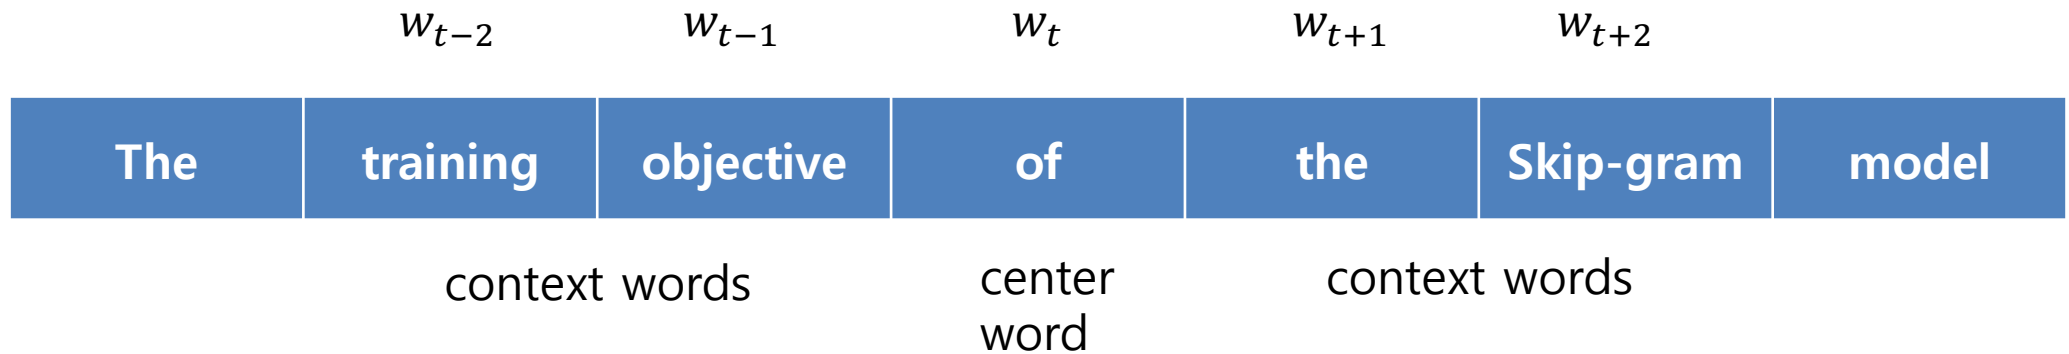 w_{t−2} w_{t−1} w_t w_{t+1} w_{t+2}
The training objective of the Skip-gram model
context words center word context words